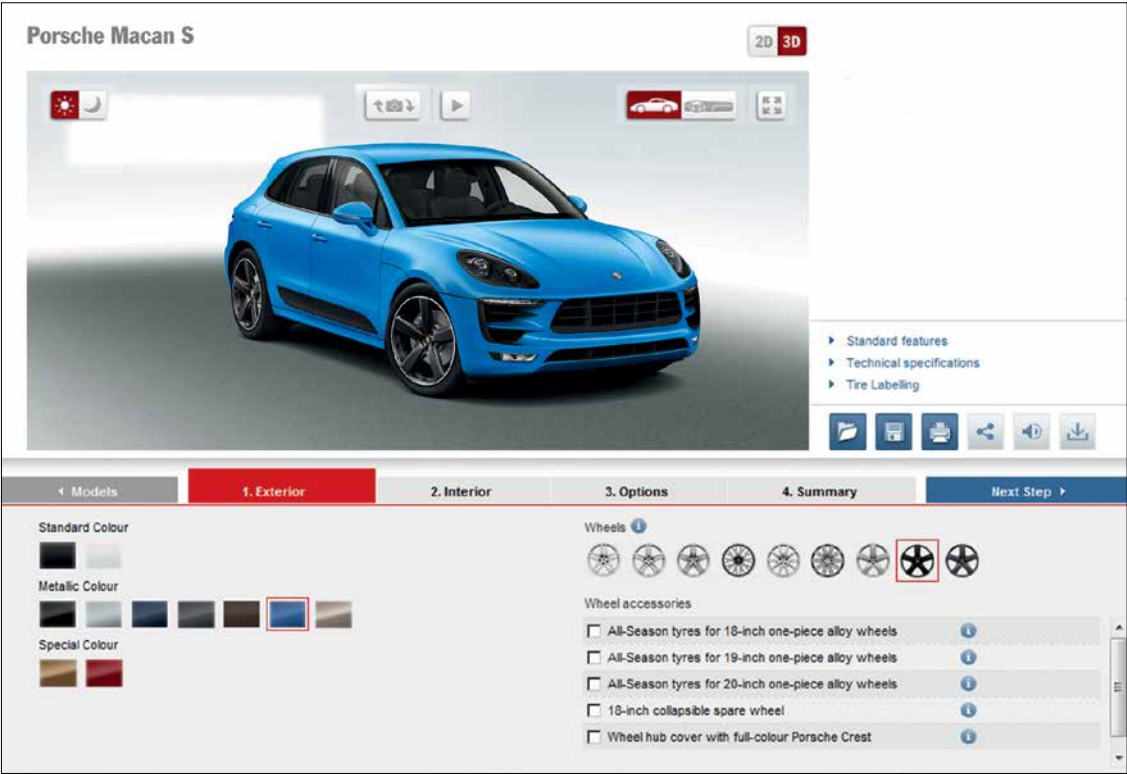 Porsche Macan S
2D 3D
Standard features
Technical specifications
Tire Labelling
Models
1. Exterior
2. Interior
3. Options
4. Summary
Next Step
Standard Colour
Metallic Colour
Special Colour
Wheels
Wheel accessories
All-Season tyres for 18-inch one-piece alloy wheels
All-Season tyres for 19-inch one-piece alloy wheels
All-Season tyres for 20-inch one-piece alloy wheels
18-inch collapsible spare wheel
Wheel hub cover with full-colour Porsche Crest